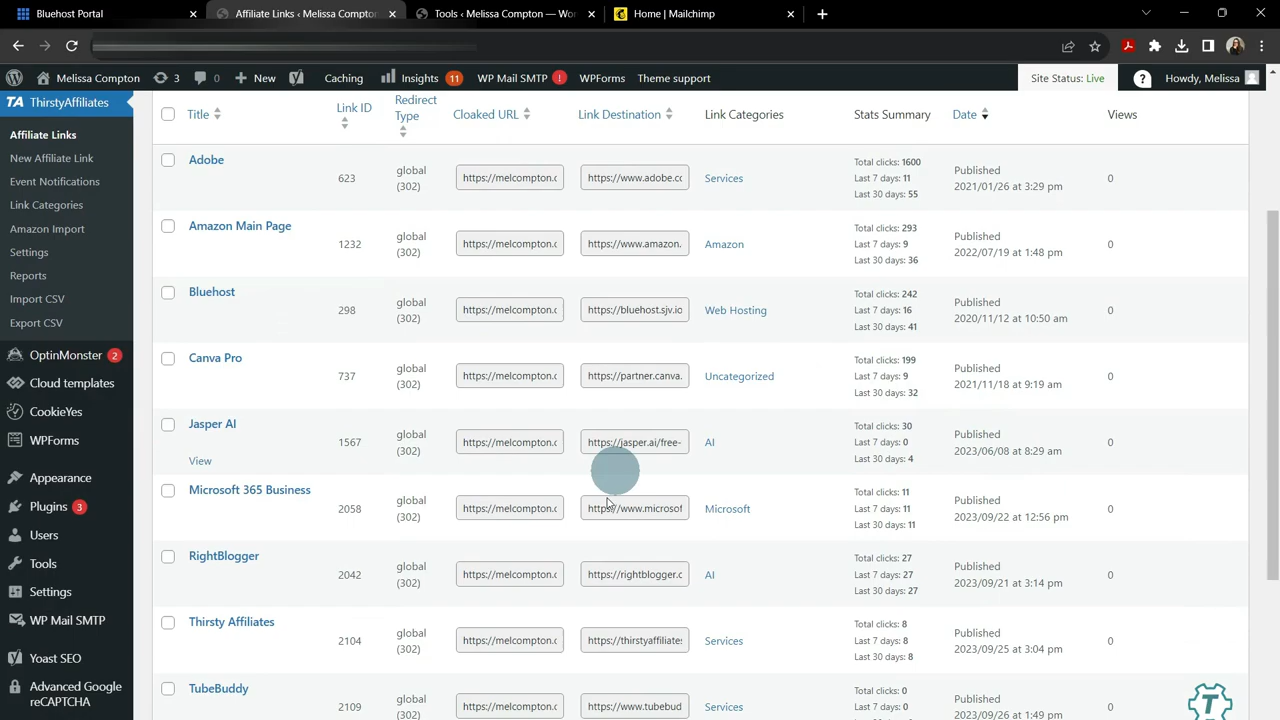 Bluehost Portal
Affiliate Links ‹ Melissa Compton
Tools ‹ Melissa Compton — Wor
Home | Mailchimp
Melissa Compton
3
0
New
Caching
Insights 11
WP Mail SMTP !
WPForms
Theme support
Site Status: Live
?
Howdy, Melissa
TA ThirstyAffiliates
Affiliate Links
New Affiliate Link
Event Notifications
Link Categories
Amazon Import
Settings
Reports
Import CSV
Export CSV
OptinMonster 2
Cloud templates
CookieYes
WPForms
Appearance
Plugins 3
Users
Tools
Settings
WP Mail SMTP
Yoast SEO
Advanced Google
reCAPTCHA
Title
Link ID
Redirect
Type
Cloaked URL
Link Destination
Link Categories
Stats Summary
Date
Views
Adobe
623
global
(302)
https://melcompton.c
https://www.adobe.cc
Services
Total clicks: 1600
Last 7 days: 11
Last 30 days: 55
Published
2021/01/26 at 3:29 pm
0
Amazon Main Page
1232
global
(302)
https://melcompton.c
https://www.amazon.
Amazon
Total clicks: 293
Last 7 days: 9
Last 30 days: 36
Published
2022/07/19 at 1:48 pm
0
Bluehost
298
global
(302)
https://melcompton.c
https://bluehost.sjv.io
Web Hosting
Total clicks: 242
Last 7 days: 16
Last 30 days: 41
Published
2020/11/12 at 10:50 am
0
Canva Pro
737
global
(302)
https://melcompton.c
https://partner.canva.
Uncategorized
Total clicks: 199
Last 7 days: 9
Last 30 days: 32
Published
2021/11/18 at 9:19 am
0
Jasper AI
View
1567
global
(302)
https://melcompton.c
https://jasper.ai/free-
AI
Total clicks: 30
Last 7 days: 0
Last 30 days: 4
Published
2023/06/08 at 8:29 am
0
Microsoft 365 Business
2058
global
(302)
https://melcompton.c
https://www.microsof
Microsoft
Total clicks: 11
Last 7 days: 11
Last 30 days: 11
Published
2023/09/22 at 12:56 pm
0
RightBlogger
2042
global
(302)
https://melcompton.c
https://rightblogger.c
AI
Total clicks: 27
Last 7 days: 27
Last 30 days: 27
Published
2023/09/21 at 3:14 pm
0
Thirsty Affiliates
2104
global
(302)
https://melcompton.c
https://thirstyaffiliate:
Services
Total clicks: 8
Last 7 days: 8
Last 30 days: 8
Published
2023/09/25 at 3:04 pm
0
TubeBuddy
2109
global
(302)
https://melcompton.c
https://www.tubebud
Services
Total clicks: 0
Last 7 days: 0
Published
2023/09/26 at 1:49 pm
0
T